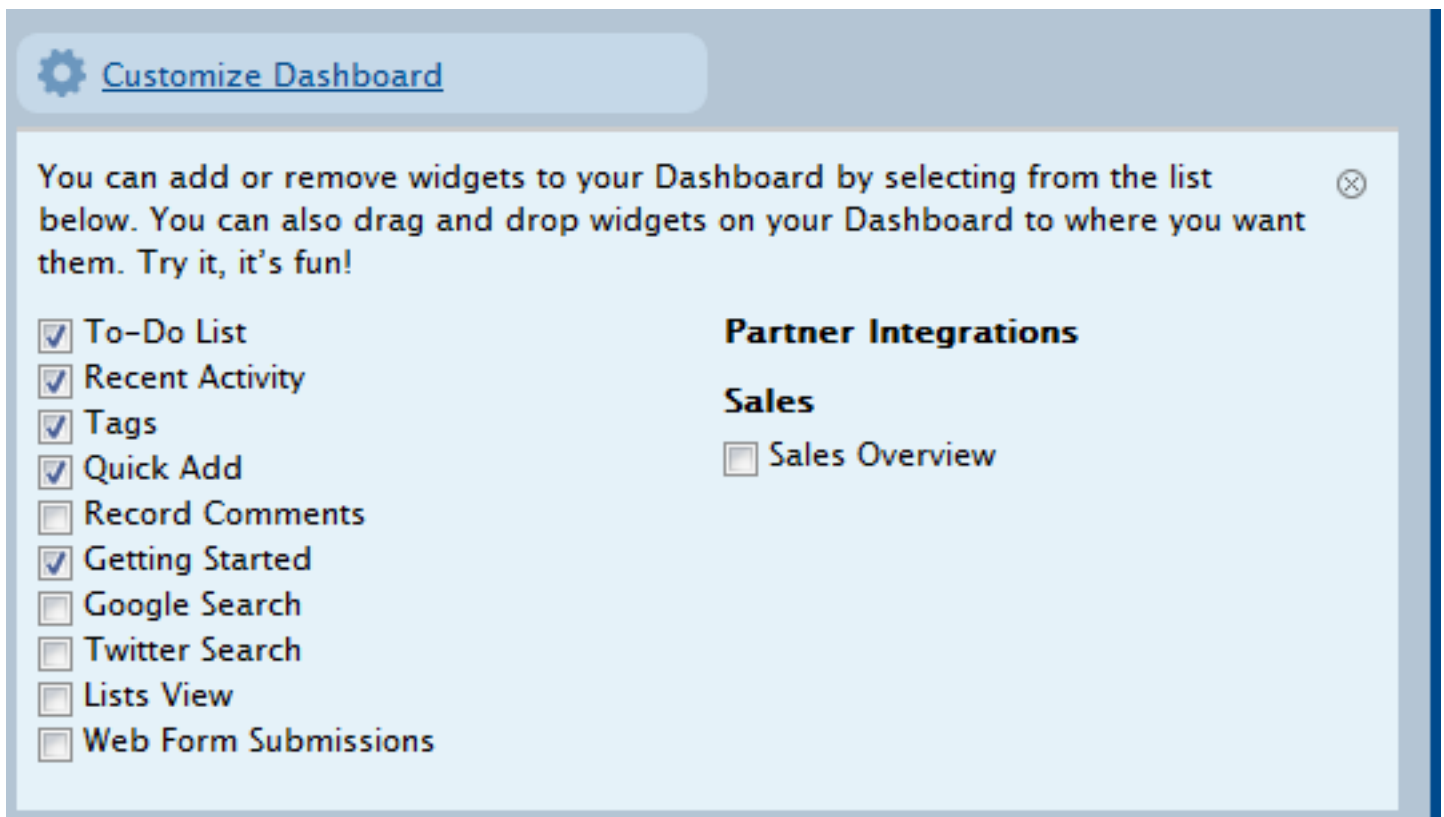 Customize Dashboard
You can add or remove widgets to your Dashboard by selecting from the list
below. You can also drag and drop widgets on your Dashboard to where you want
them. Try it, it's fun!
To-Do List
Recent Activity
Tags
Quick Add
Record Comments
Getting Started
Google Search
Twitter Search
Lists View
Web Form Submissions
Partner Integrations
Sales
Sales Overview